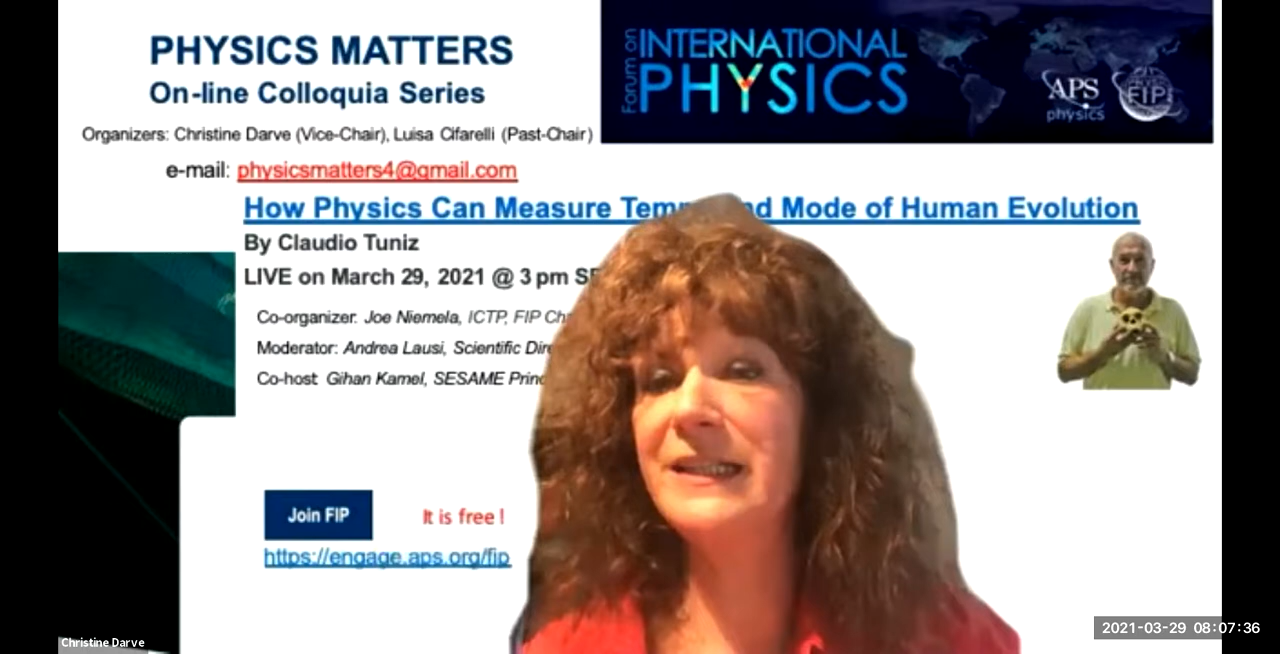 PHYSICS MATTERS
On-line Colloquia Series
Organizers: Christine Darve (Vice-Chair), Luisa Cifarelli (Past-Chair)
e-mail: physicsmatters4@gmail.com
Forum on
INTERNATIONAL
PHYSICS
APS
physics
FIP
How Physics Can Measure Mode of Human Evolution
By Claudio Tuniz
LIVE on March 29, 2021 @ 3 pm
Co-organizer: Joe Niemela, ICTP, FIP
Moderator: Andrea Lausi, Scientific
Co-host: Gihan Kamel, SESAME
Join FIP
It is free !
https://engage.aps.org/fip
Christine Darve
2021-03-29 08:07:36